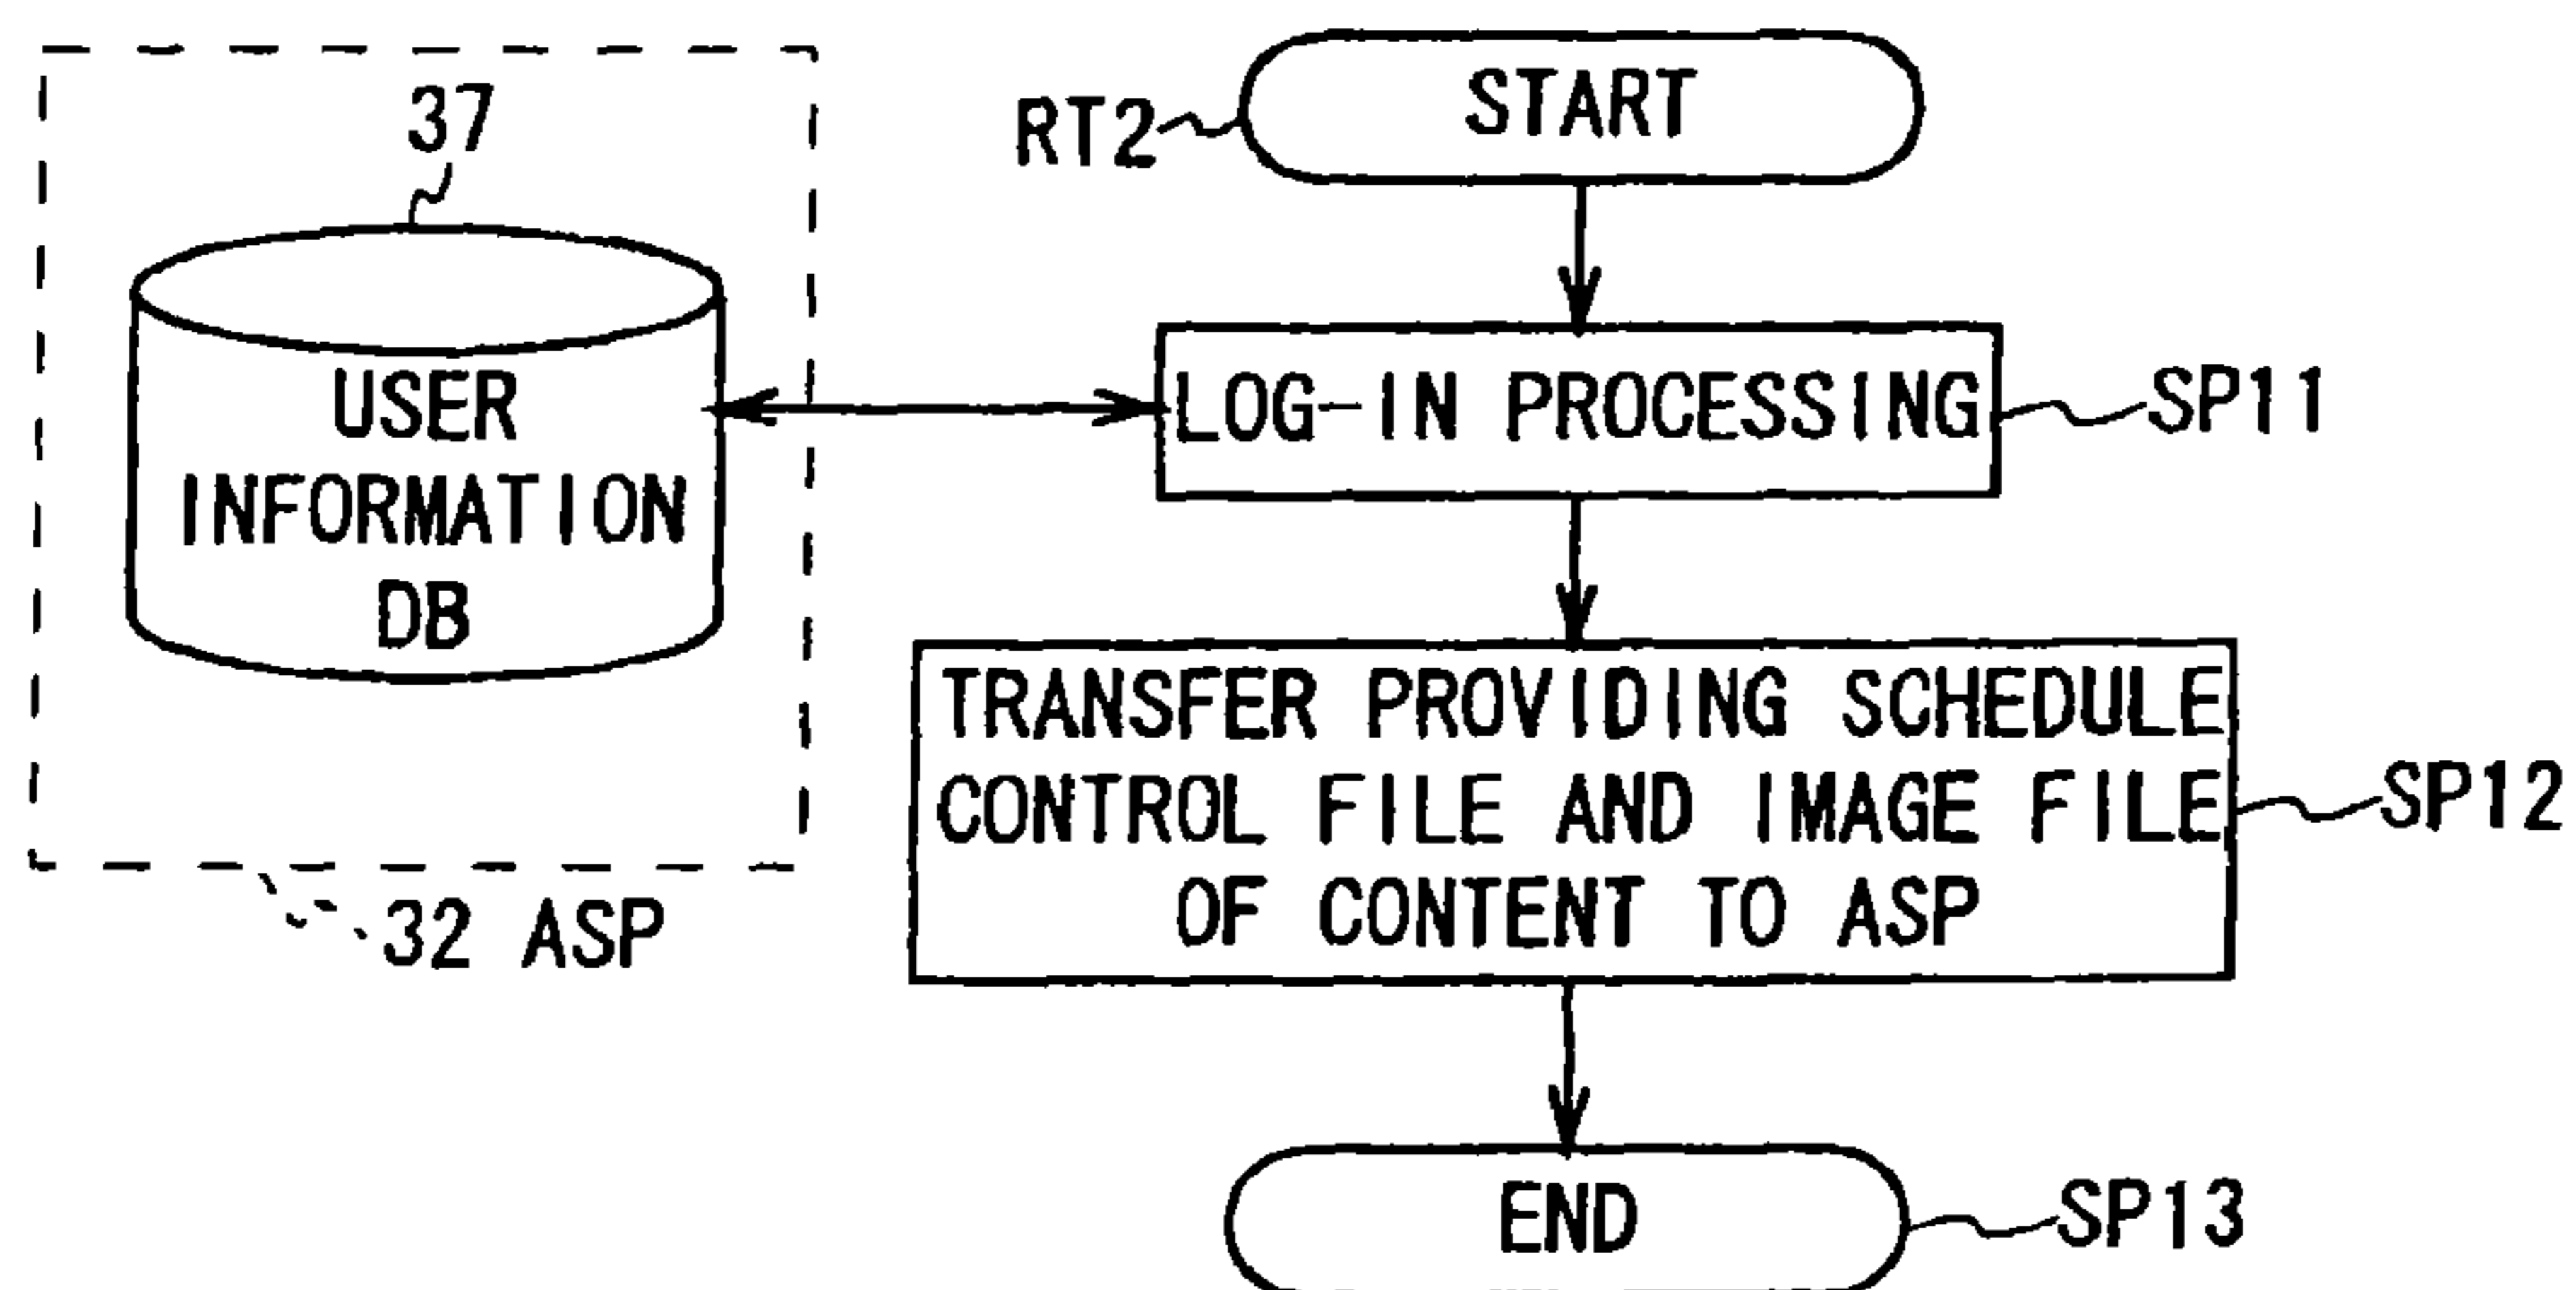 37
USER
INFORMATION
DB
32 ASP
RT2
START
LOG-IN PROCESSING
SP11
TRANSFER PROVIDING SCHEDULE
CONTROL FILE AND IMAGE FILE
OF CONTENT TO ASP
SP12
END
SP13